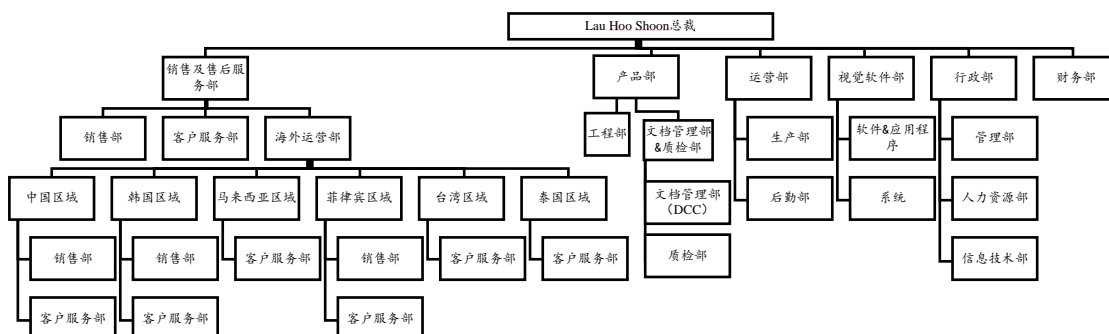 Lau Hoo Shoon总裁
销售及售后服
务部
产品部
运营部
视觉软件部
行政部
财务部
销售部
客户服务部
海外运营部
工程部
文档管理部
&质检部
生产部
软件&应用程
序
管理部
中国区域
韩国区域
马来西亚区域
菲律宾区域
台湾区域
泰国区域
文档管理部
（DCC）
后勤部
系统
人力资源部
销售部
销售部
客户服务部
销售部
客户服务部
客户服务部
质检部
信息技术部
客户服务部
客户服务部
客户服务部